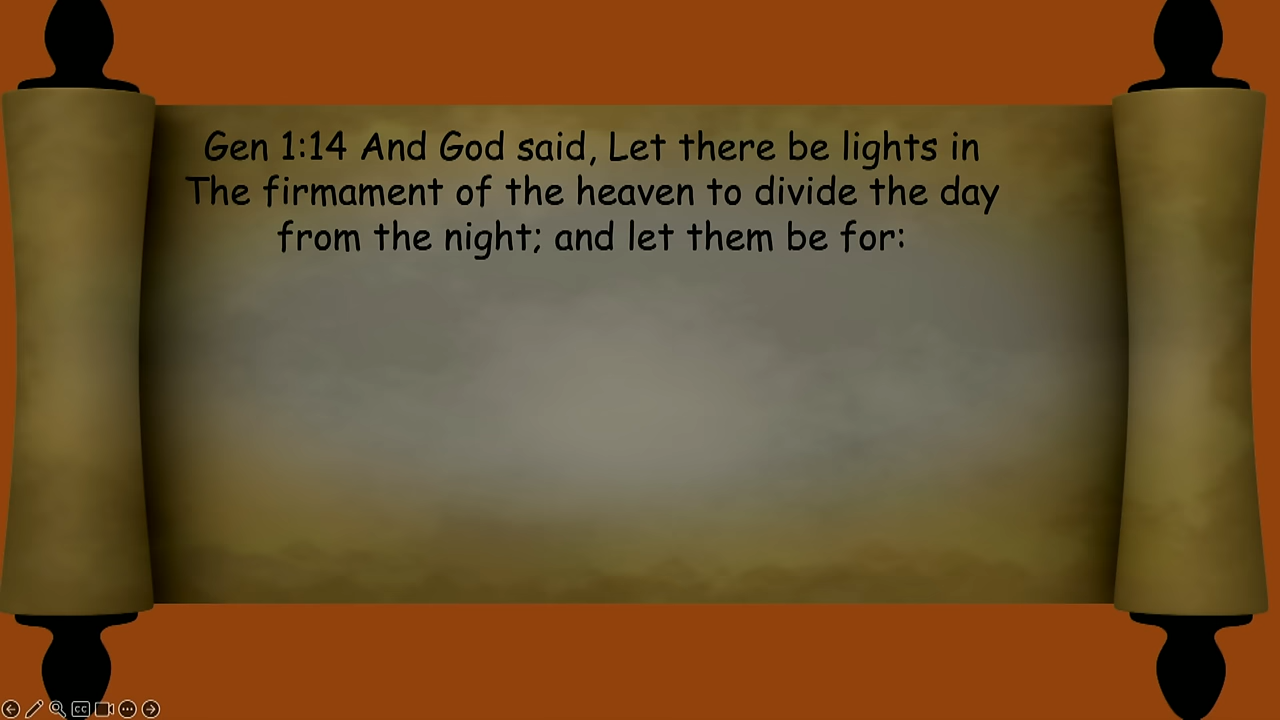 Gen 1:14 And God said, Let there be lights in
The firmament of the heaven to divide the day
from the night; and let them be for:
CC